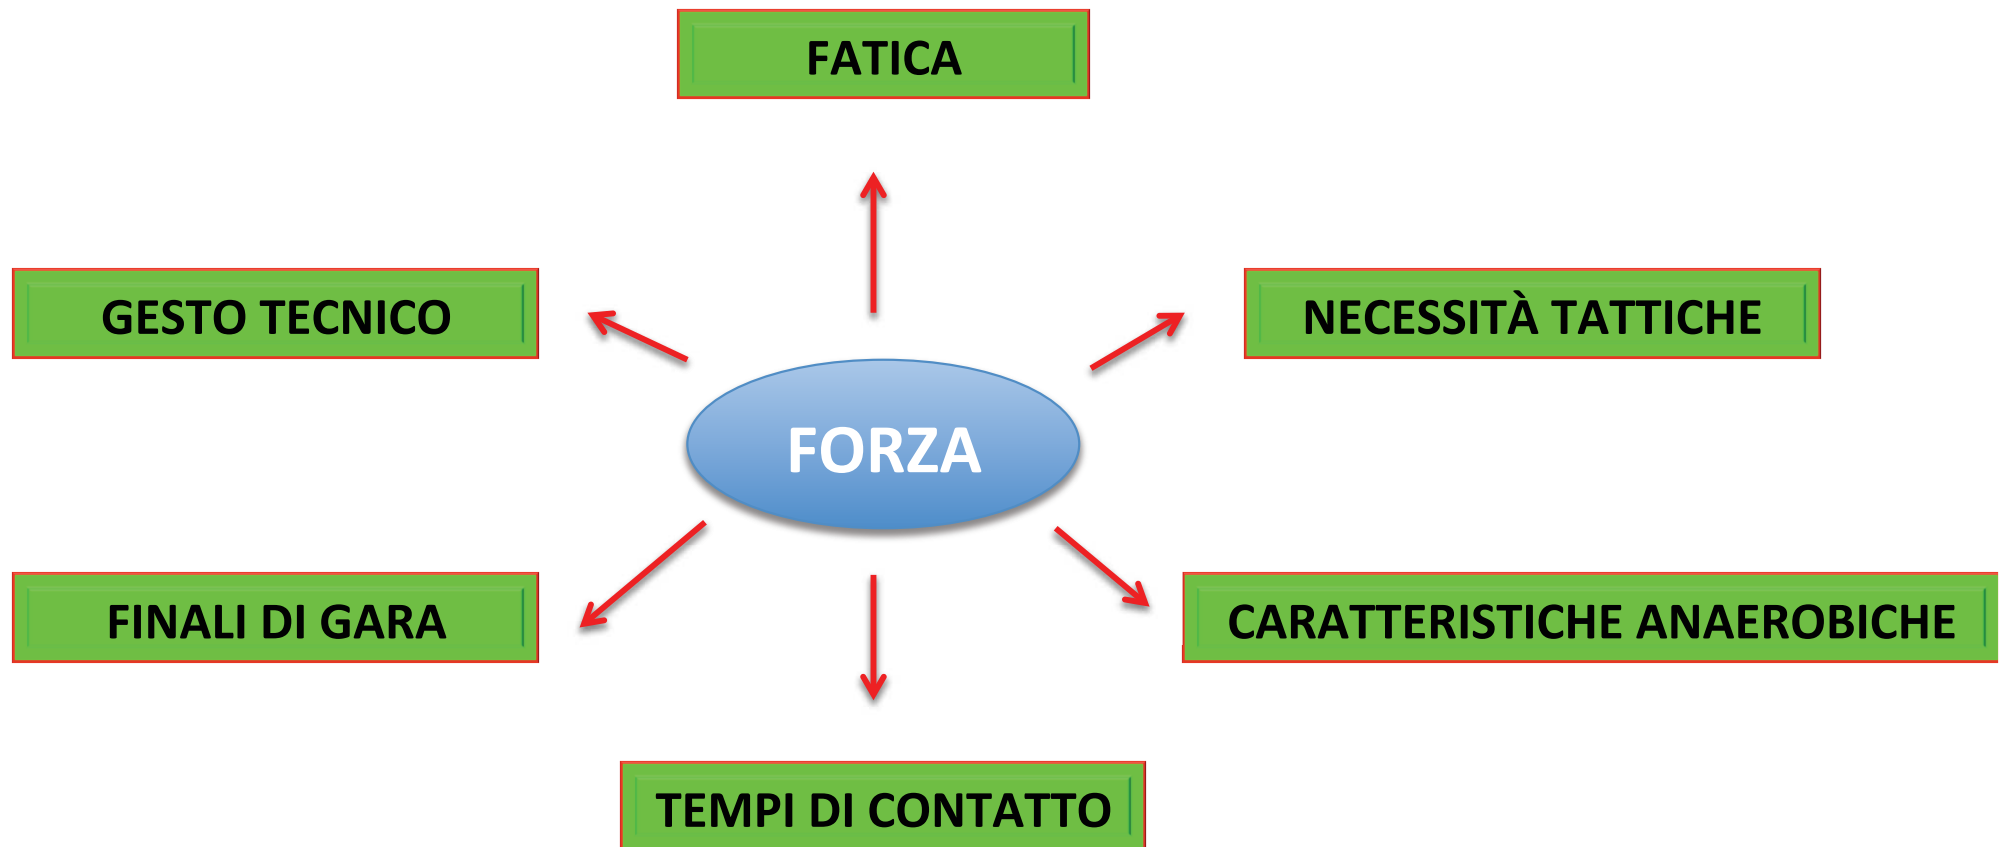 FATICA
GESTO TECNICO
NECESSITÀ TATTICHE
FORZA
FINALI DI GARA
CARATTERISTICHE ANAEROBICHE
TEMPI DI CONTATTO